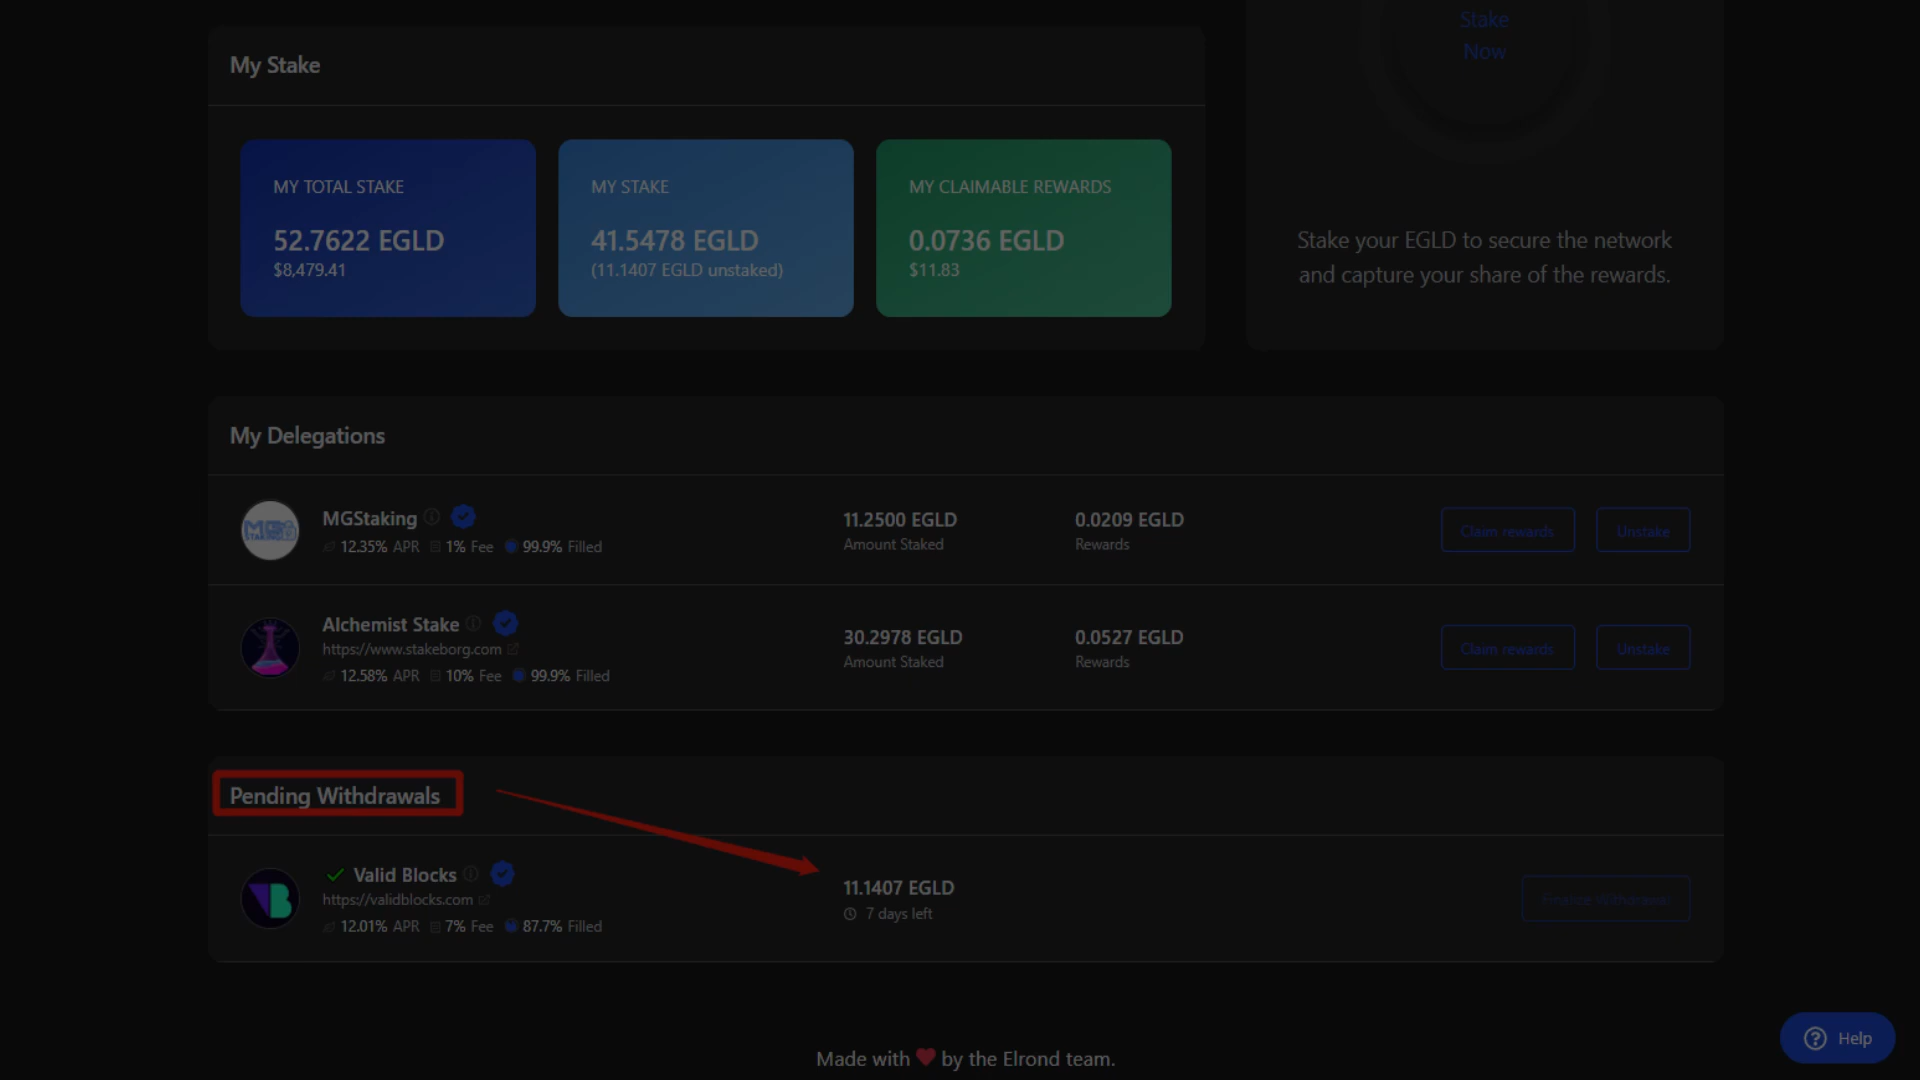 Stake
Now
My Stake
MY TOTAL STAKE
52.7622 EGLD
$8,479.41
MY STAKE
41.5478 EGLD
(11.1407 EGLD unstaked)
MY CLAIMABLE REWARDS
0.0736 EGLD
$11.83
Stake your EGLD to secure the network
and capture your share of the rewards.
My Delegations
MGStaking
12.35% APR 1% Fee 99.9% Filled
11.2500 EGLD
Amount Staked
0.0209 EGLD
Rewards
Claim rewards
Unstake
Alchemist Stake
https://www.stakeborg.com
12.58% APR 10% Fee 99.9% Filled
30.2978 EGLD
Amount Staked
0.0527 EGLD
Rewards
Claim rewards
Unstake
Pending Withdrawals
Valid Blocks
https://validblocks.com
12.01% APR 7% Fee 87.7% Filled
11.1407 EGLD
7 days left
Withdrawal
Made with ❤ by the Elrond team.
Help